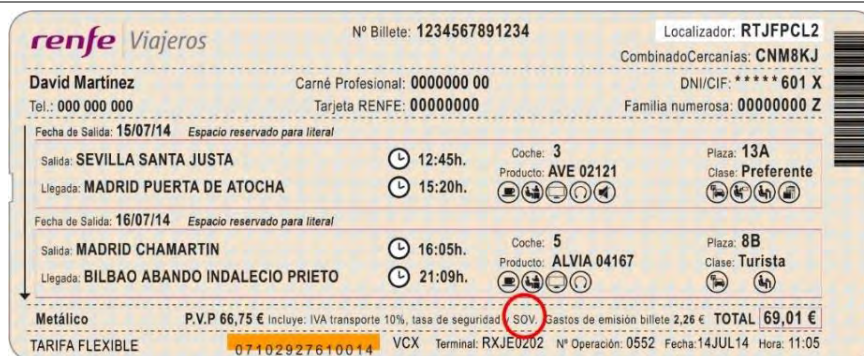 renfe Viajeros
Nº Billete: 1234567891234
Localizador: RTJFPCL2
CombinadoCercanías: CNM8KJ
David Martinez
Carné Profesional: 0000000 00
DNI/CIF: ***** 601 X
Tel.: 000 000 000
Tarjeta RENFE: 00000000
Familia numerosa: 00000000 Z
Fecha de Salida: 15/07/14 Espacio reservado para literal
Salida: SEVILLA SANTA JUSTA 12:45h. Coche: 3 Plaza: 13A
Producto: AVE 02121 Clase: Preferente
Llegada: MADRID PUERTA DE ATOCHA 15:20h.
Fecha de Salida: 16/07/14 Espacio reservado para literal
Salida: MADRID CHAMARTIN 16:05h. Coche: 5 Plaza: 8B
Producto: ALVIA 04167 Clase: Turista
Llegada: BILBAO ABANDO INDALECIO PRIETO 21:09h.
Metálico P.V.P 66,75 € Incluye: IVA transporte 10%, tasa de seguridad y SOV. Gastos de emisión billete 2,26 € TOTAL 69,01 €
TARIFA FLEXIBLE 07102927610014 VCX Terminal: RXJE0202 Nº Operación: 0552 Fecha:14JUL14 Hora: 11:05